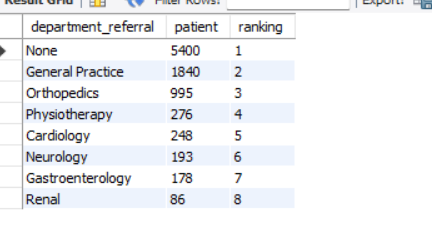 Result Grid Filter Rows: Export:
department_referral patient ranking
None 5400 1
General Practice 1840 2
Orthopedics 995 3
Physiotherapy 276 4
Cardiology 248 5
Neurology 193 6
Gastroenterology 178 7
Renal 86 8